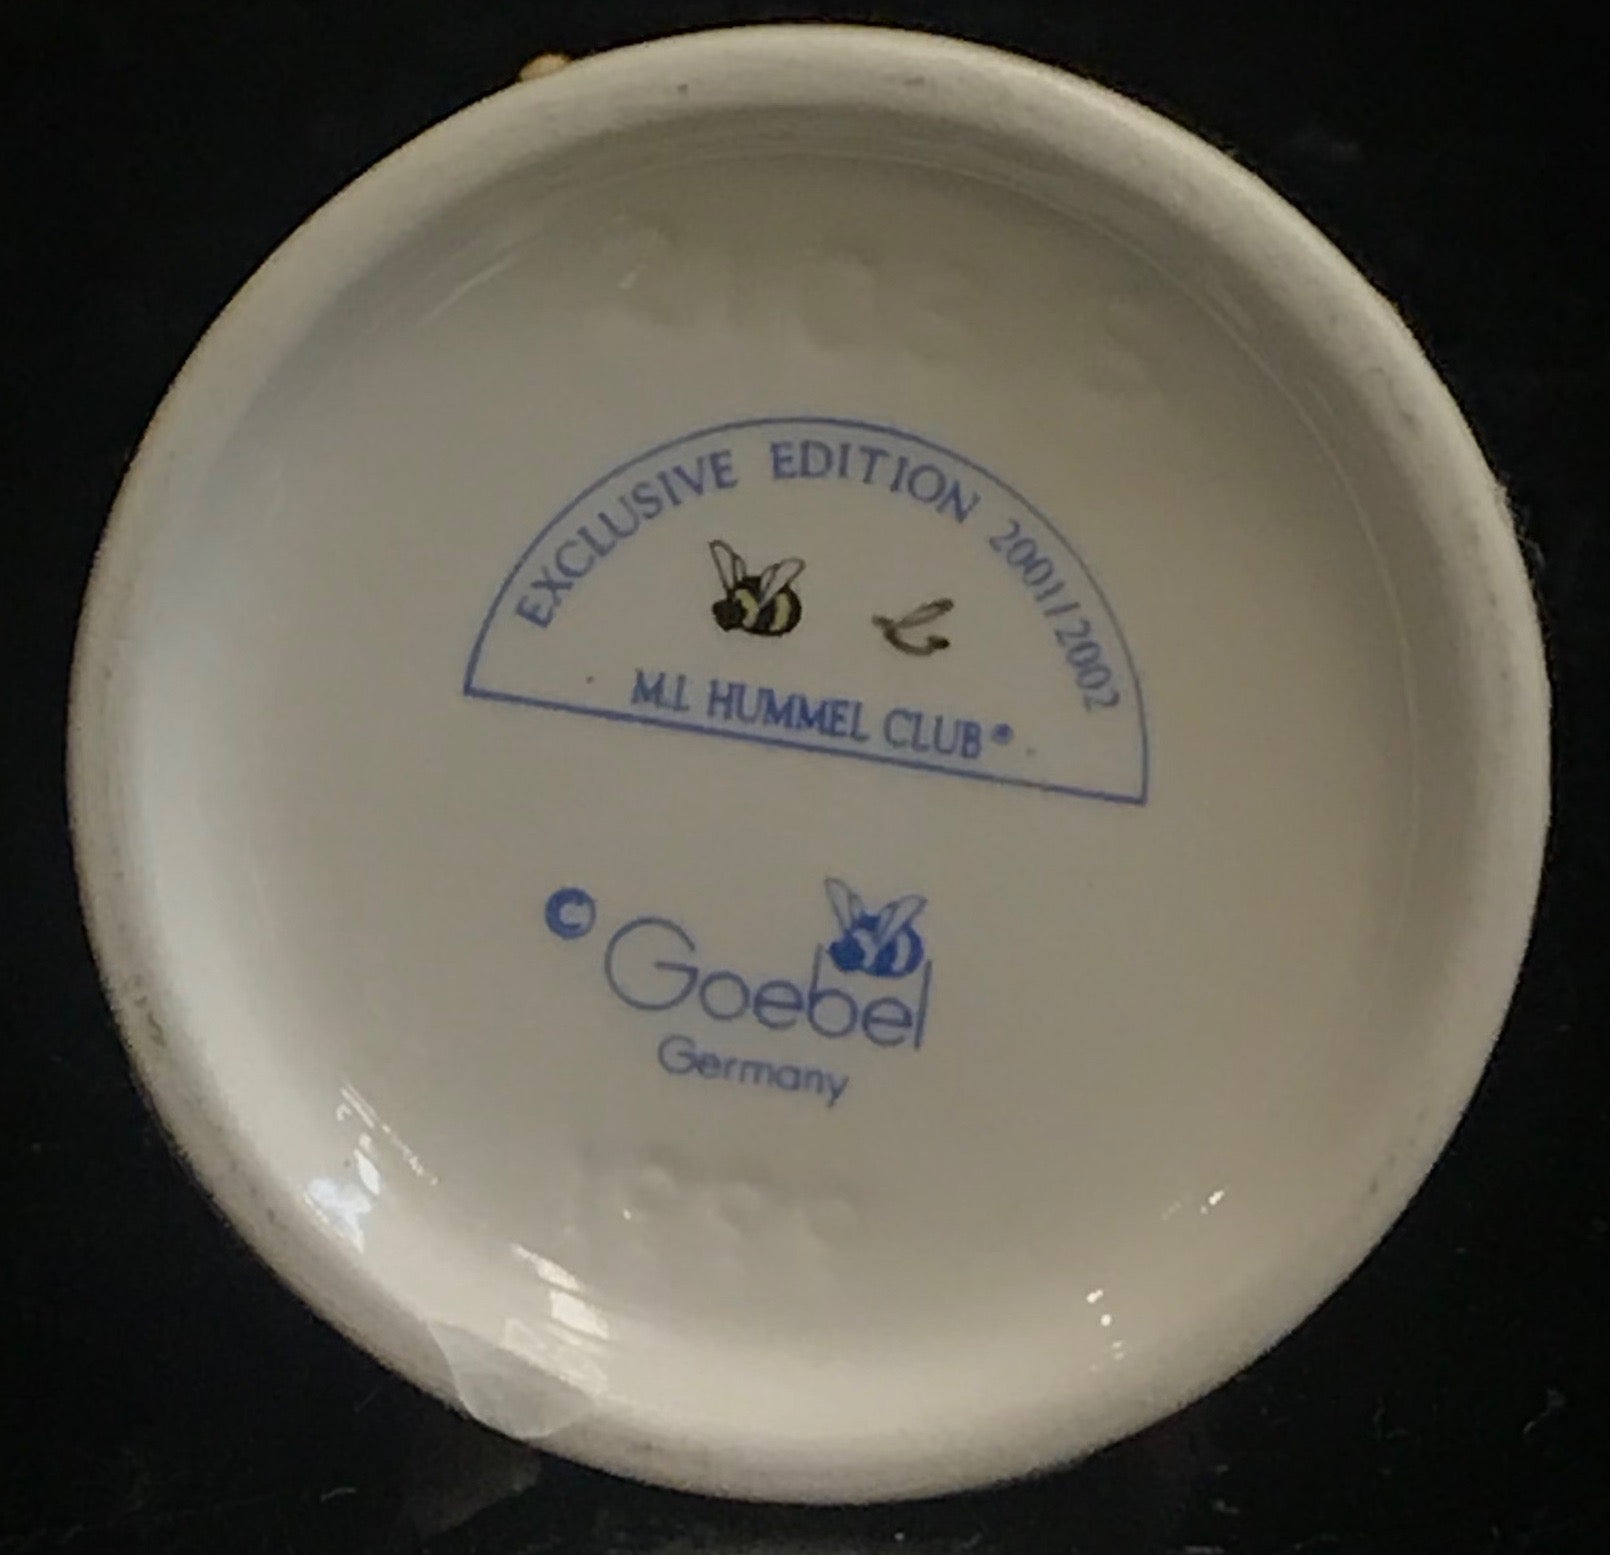 EXCLUSIVE EDITION 2001/2002
M.I. HUMMEL CLUB®
© Goebel
Germany